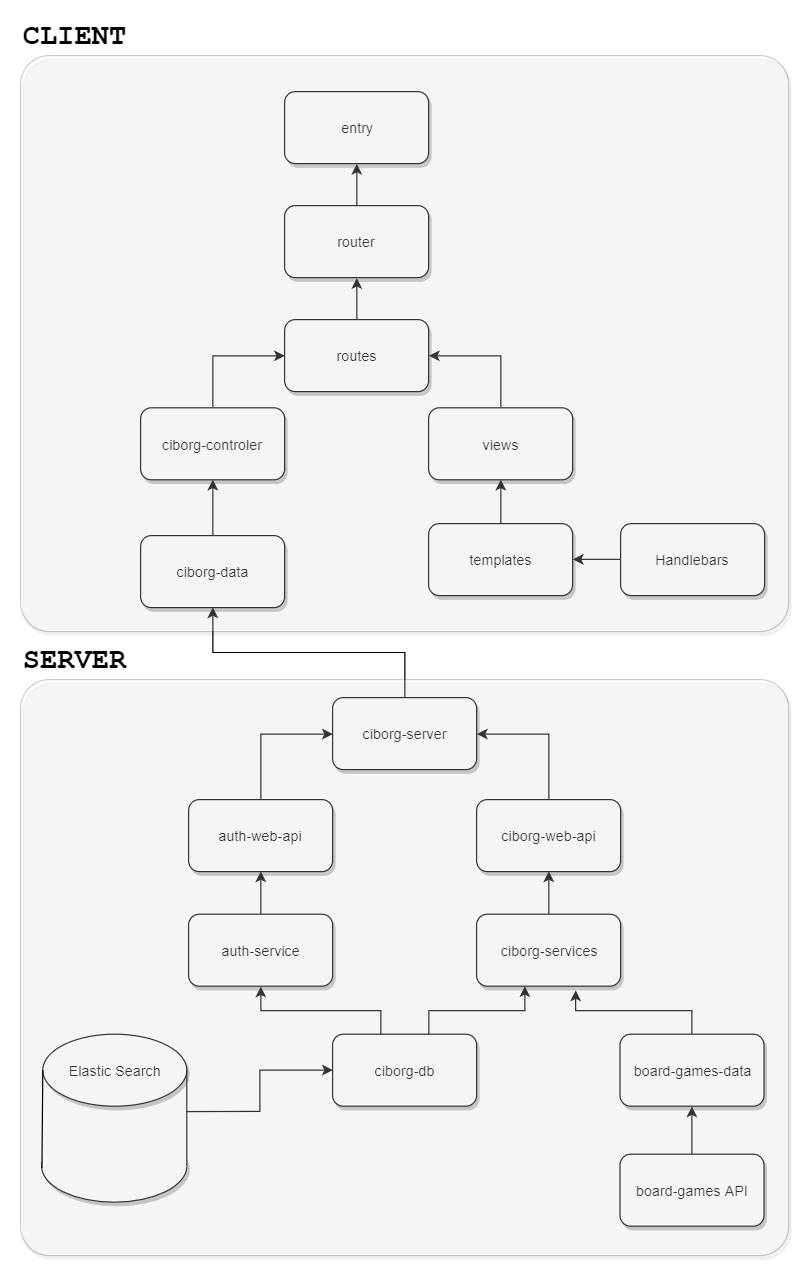 CLIENT
entry
router
routes
ciborg-controler
views
ciborg-data
templates
Handlebars
SERVER
ciborg-server
auth-web-api
ciborg-web-api
auth-service
ciborg-services
Elastic Search
ciborg-db
board-games-data
board-games API